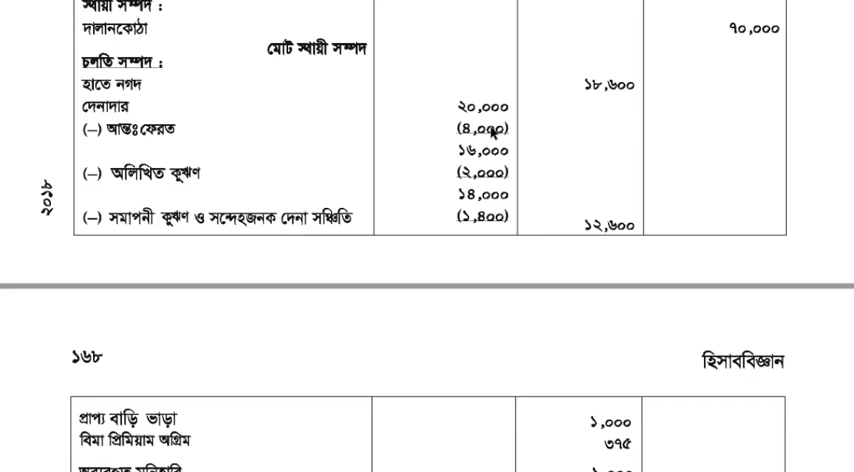 স্থায়ী সম্পদ :
দালানকোঠা ৭০,০০০
মোট স্থায়ী সম্পদ
চলতি সম্পদ :
হাতে নগদ ১৮,৬০০
দেনাদার ২০,০০০
(–) আন্তঃফেরত (৪,০০০)
১৬,০০০
(–) অলিখিত কুঋণ (২,০০০)
১৪,০০০
(–) সমাপনী কুঋণ ও সন্দেহজনক দেনা সঞ্চিতি (১,৪০০) ১২,৬০০
২০১৮
১৬৮ হিসাববিজ্ঞান
প্রাপ্য বাড়ি ভাড়া ১,০০০
বিমা প্রিমিয়াম অগ্রিম ৩৭৫